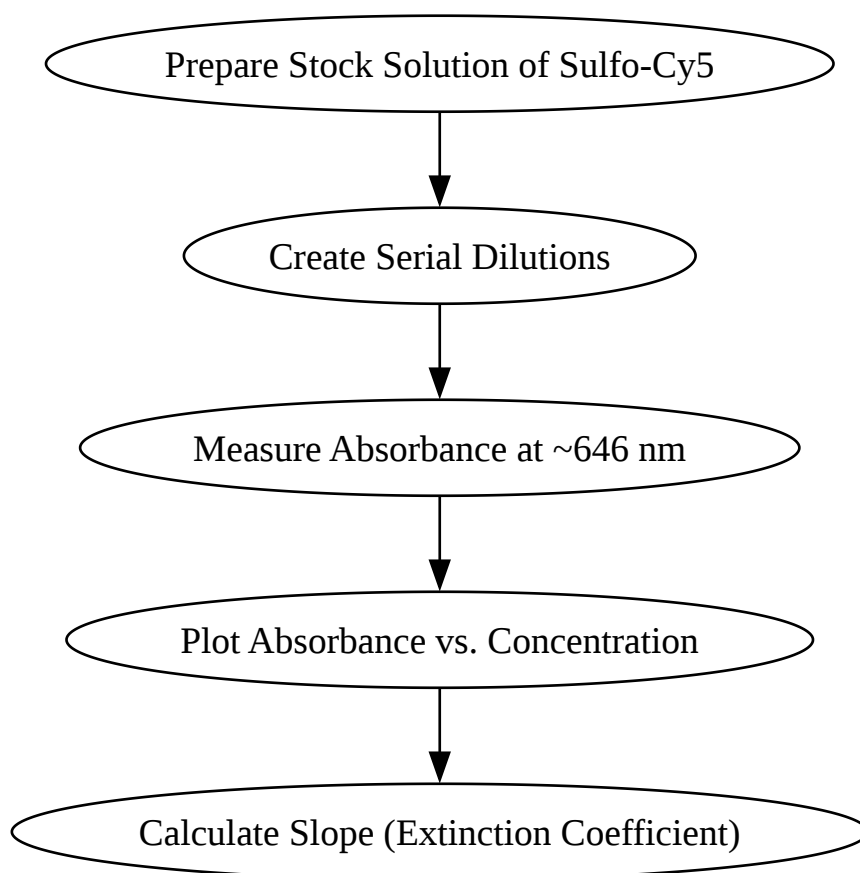 Prepare Stock Solution of Sulfo-Cy5
Create Serial Dilutions
Measure Absorbance at ~646 nm
Plot Absorbance vs. Concentration
Calculate Slope (Extinction Coefficient)